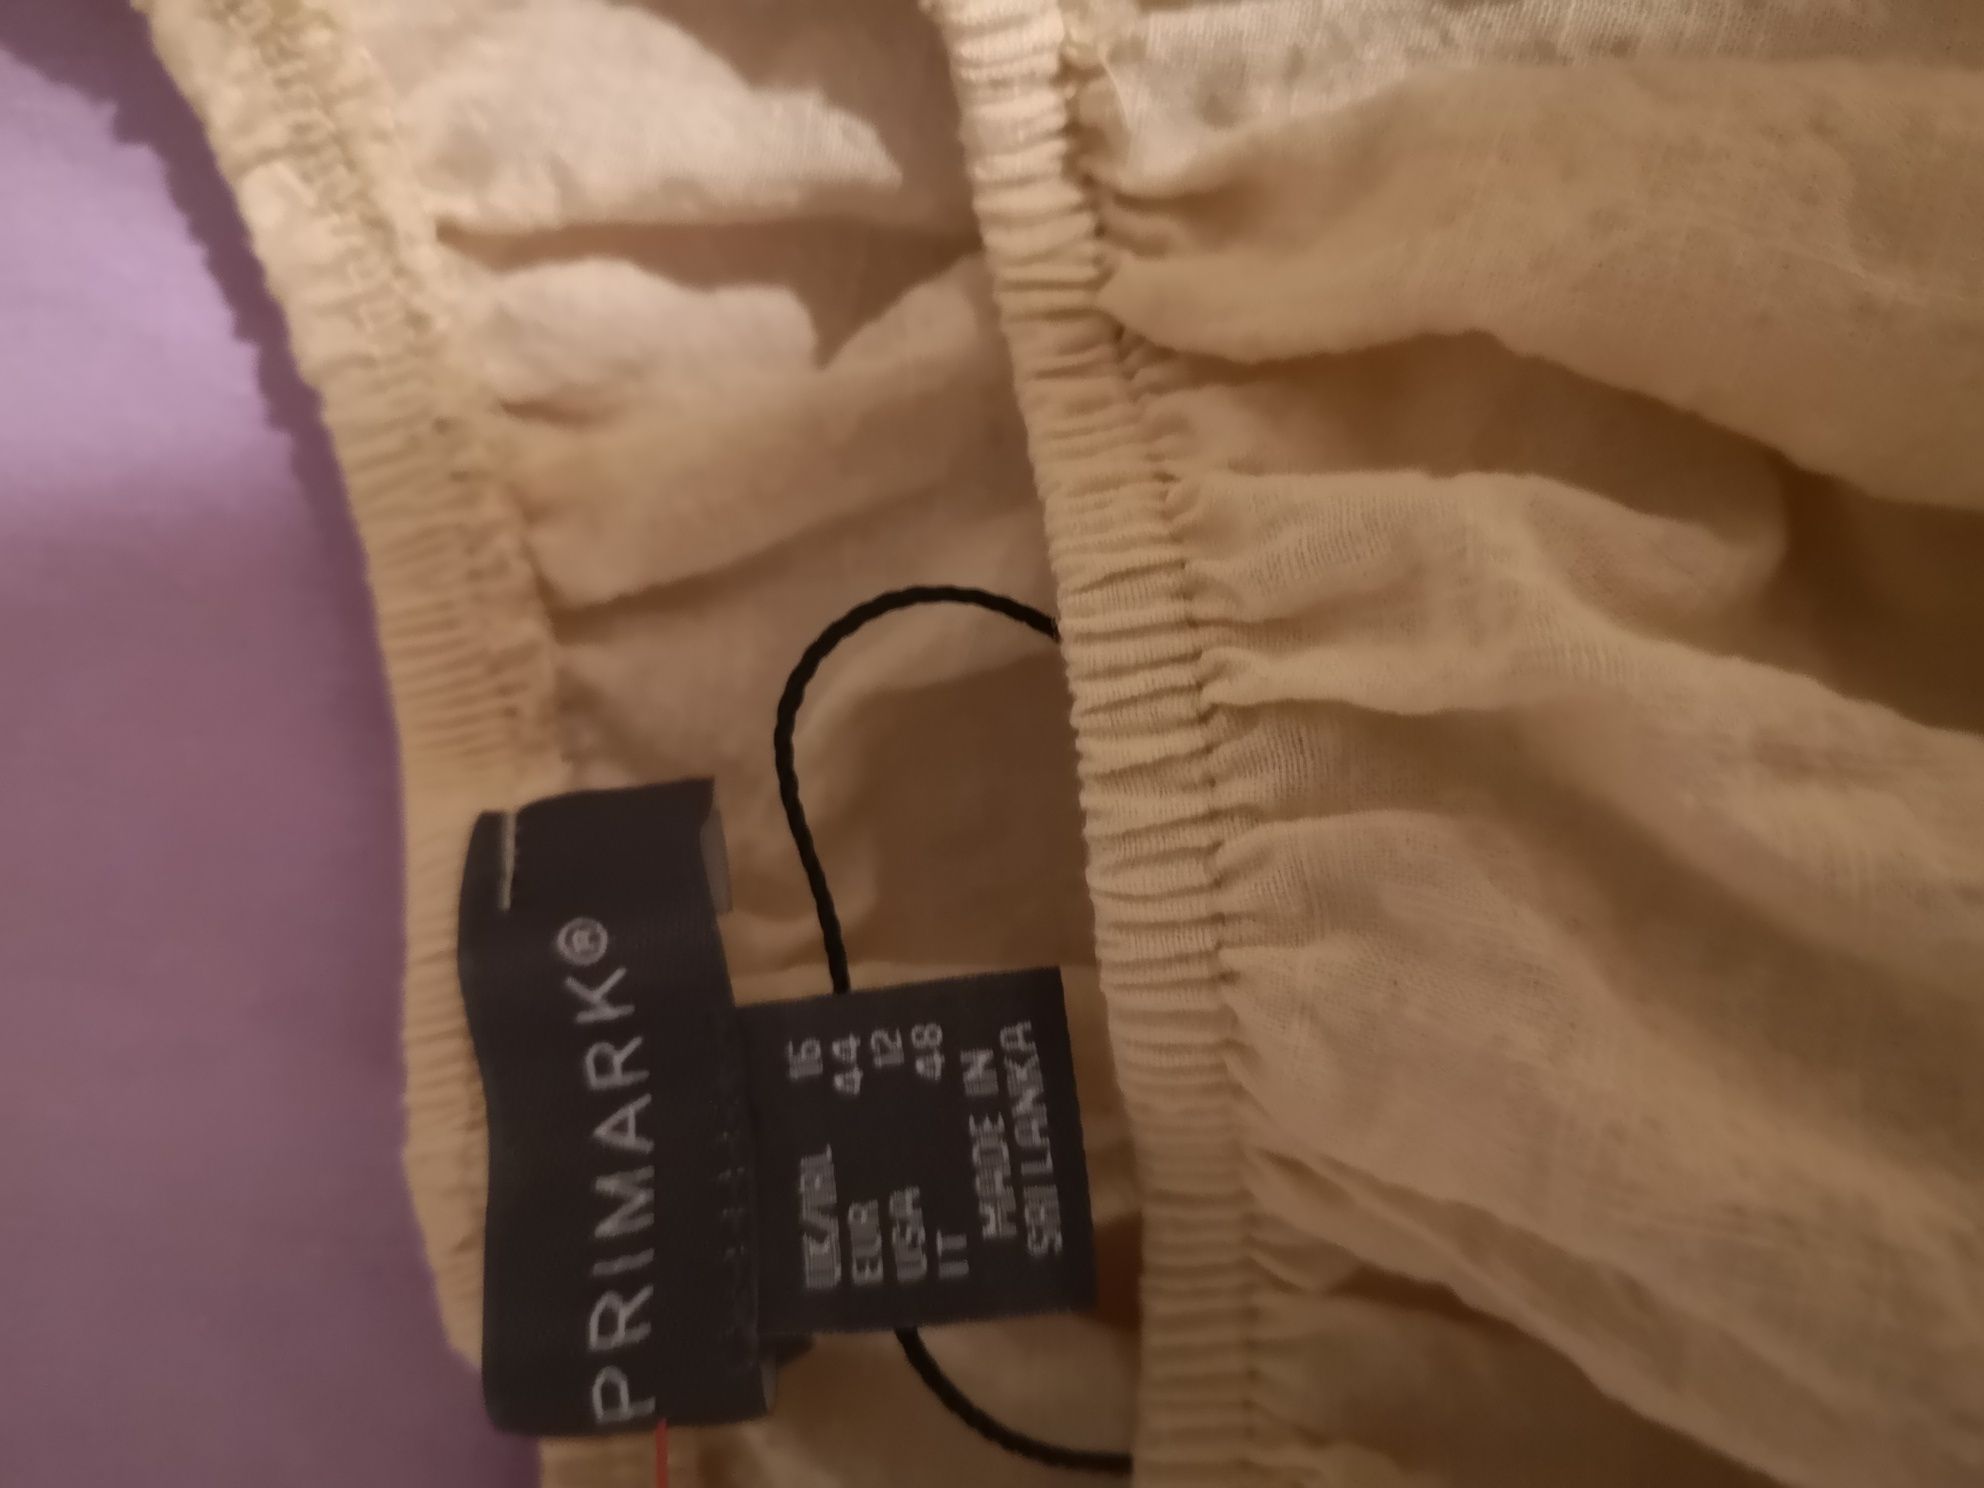 PRIMARK®
UK/IRL 16
EUR 44
USA 12
IT 48
MADE IN
SRI LANKA